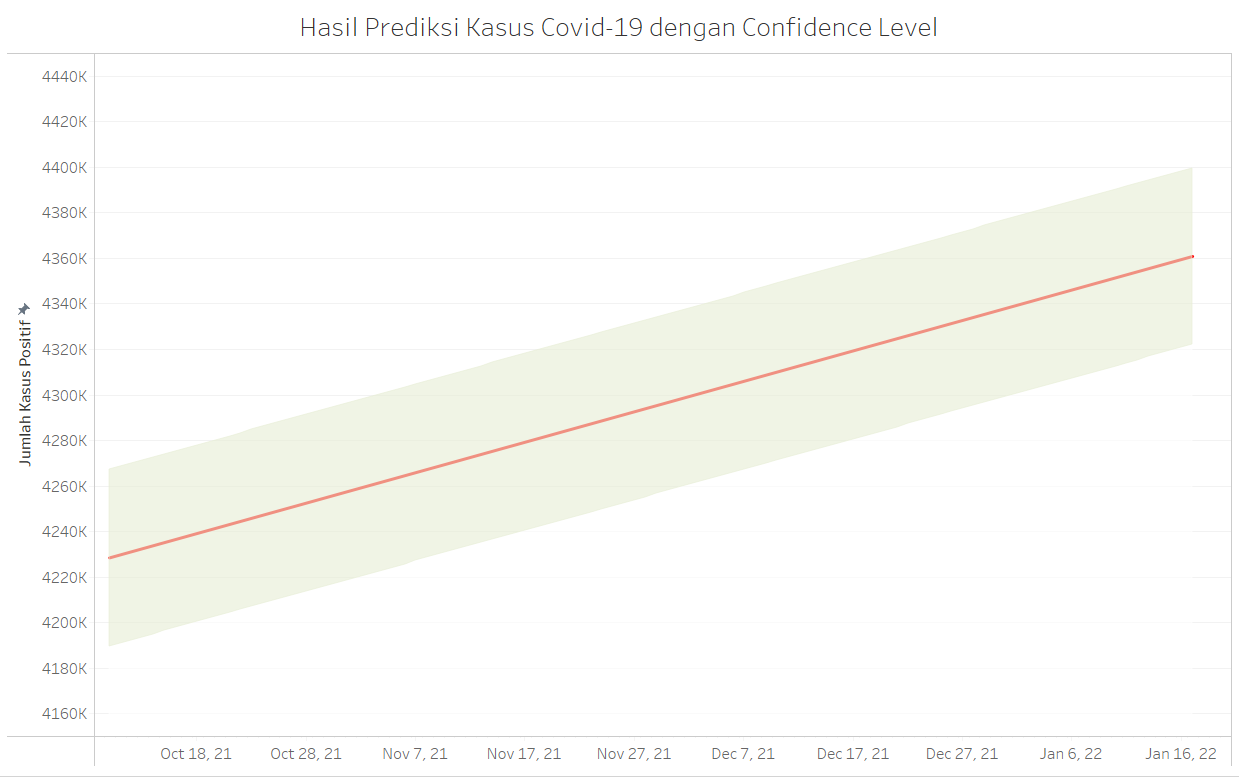 Hasil Prediksi Kasus Covid-19 dengan Confidence Level
4440K
4420K
4400K
4380K
4360K
4340K
4320K
4300K
4280K
4260K
4240K
4220K
4200K
4180K
4160K
Jumlah Kasus Positif
Oct 18, 21 Oct 28, 21 Nov 7, 21 Nov 17, 21 Nov 27, 21 Dec 7, 21 Dec 17, 21 Dec 27, 21 Jan 6, 22 Jan 16, 22